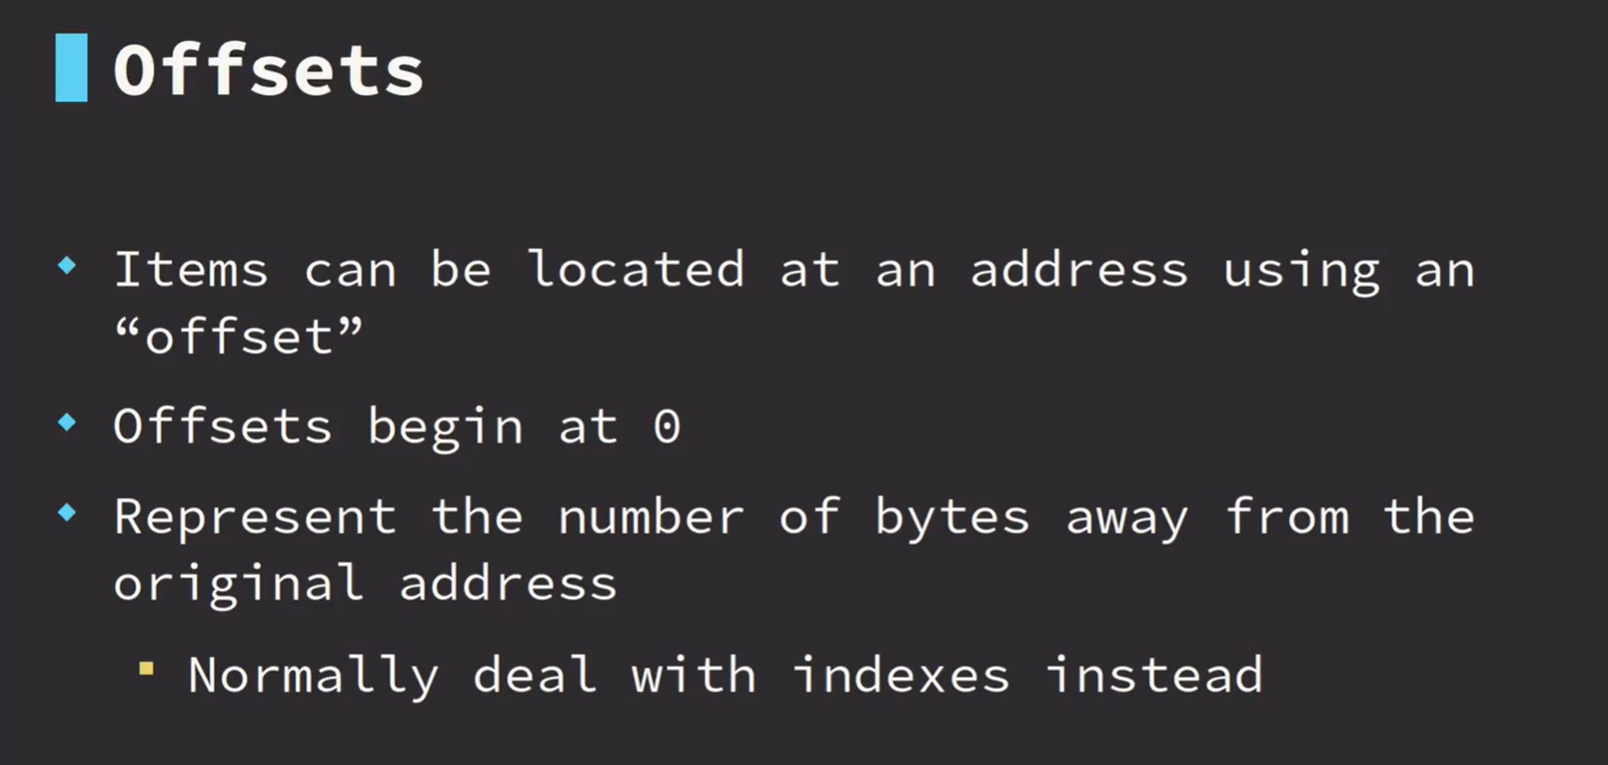 Offsets
Items can be located at an address using an
“offset”
Offsets begin at 0
Represent the number of bytes away from the
original address
Normally deal with indexes instead